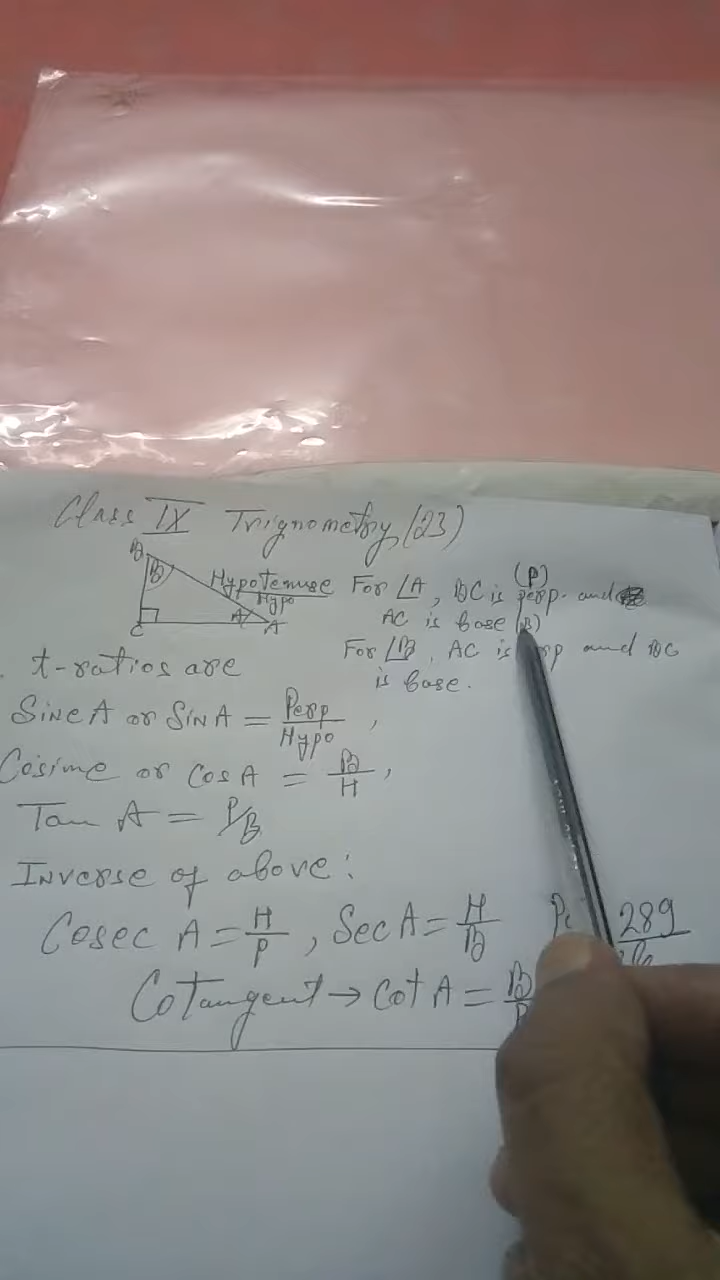 Class IX Trignometry (23)
B
B
Hypotenuse
Hypo
A
C
A
For ∠A, BC is perp. and
(P)
AC is base (B)
For ∠B, AC is and BC
is base.
t-ratios are
Sine A or Sin A = Perp/Hypo,
Cosime or Cos A = B/H,
Tan A = P/B
Inverse of above:
Cosec A = H/P, Sec A = H/B
289
Cotangent → Cot A = B/P